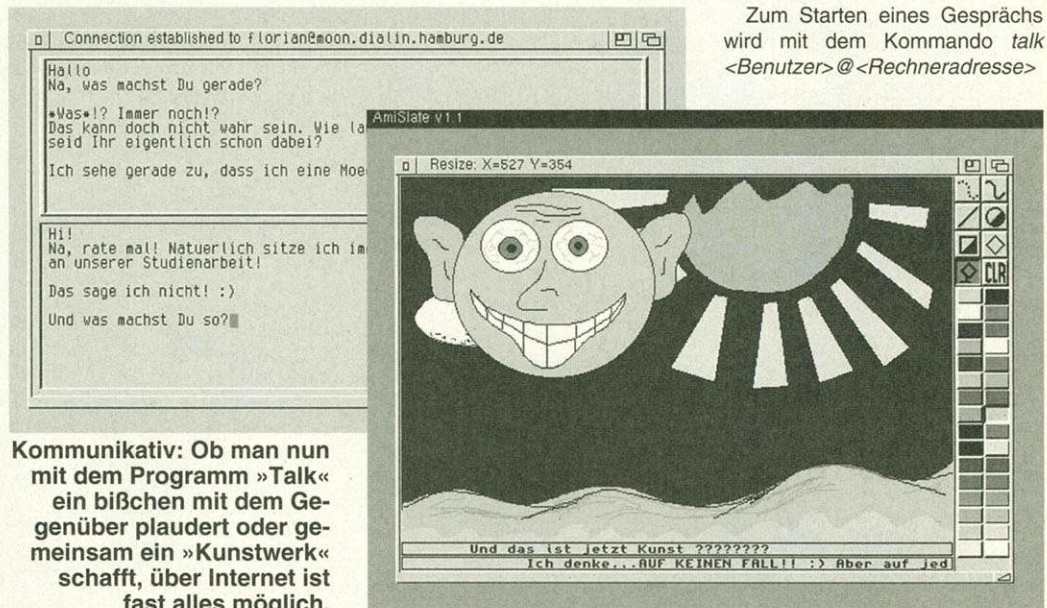 Zum Starten eines Gesprächs
wird mit dem Kommando talk
<Benutzer>@<Rechneradresse>
Connection established to florian@moon.dialin.hamburg.de
Hallo
Na, was machst Du gerade?
*Was*!? Immer noch!?
Das kann doch nicht wahr sein. Wie la
seid Ihr eigentlich schon dabei?
Ich sehe gerade zu, dass ich eine Moe
Hi!
Na, rate mal! Natuerlich sitze ich im
an unserer Studienarbeit!
Das sage ich nicht! :)
Und was machst Du so?
AmiSlate v1.1
Resize: X=527 Y=354
CLR
Und das ist jetzt Kunst ????????
Ich denke...AUF KEINEN FALL!! :) Aber auf jed
Kommunikativ: Ob man nun
mit dem Programm »Talk«
ein bißchen mit dem Ge-
genüber plaudert oder ge-
meinsam ein »Kunstwerk«
schafft, über Internet ist
fast alles möglich.